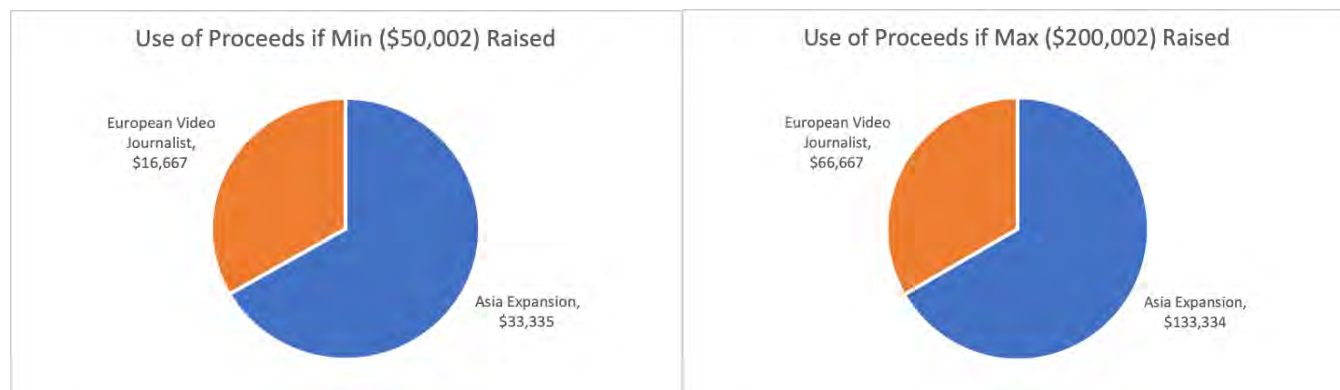 Use of Proceeds if Min ($50,002) Raised
European Video
Journalist,
$16,667
Asia Expansion,
$33,335
Use of Proceeds if Max ($200,002) Raised
European Video
Journalist,
$66,667
Asia Expansion,
$133,334